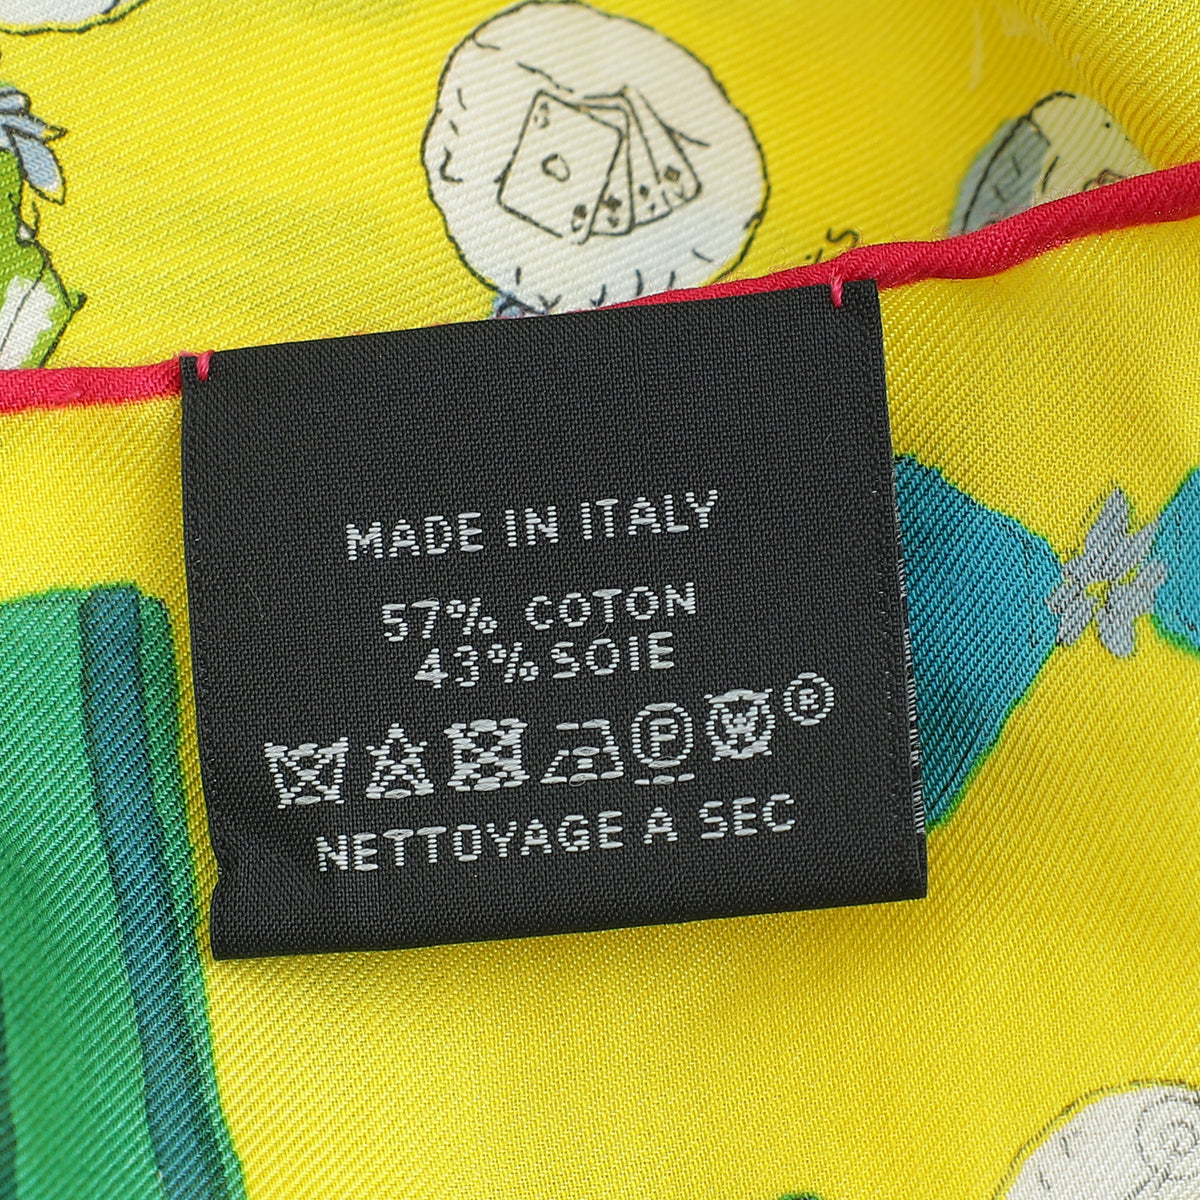 MADE IN ITALY
57% COTON
43% SOIE
P W ®
NETTOYAGE A SEC